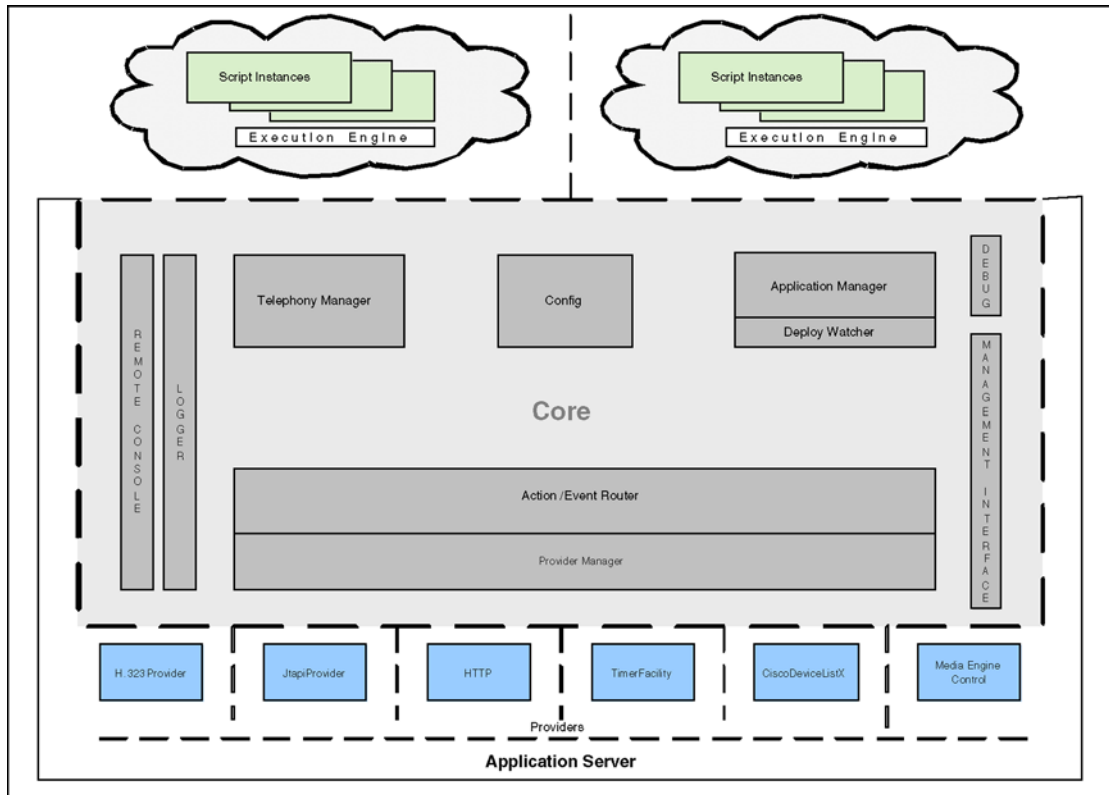 Script Instances
Execution Engine
Script Instances
Execution Engine
REMOTE CONSOLE
LOGGER
Telephony Manager
Config
Application Manager
Deploy Watcher
DEBUG
MANAGEMENT INTERFACE
Core
Action /Event Router
Provider Manager
H.323 Provider
JtapiProvider
HTTP
TimerFacility
CiscoDeviceListX
Media Engine
Control
Providers
Application Server